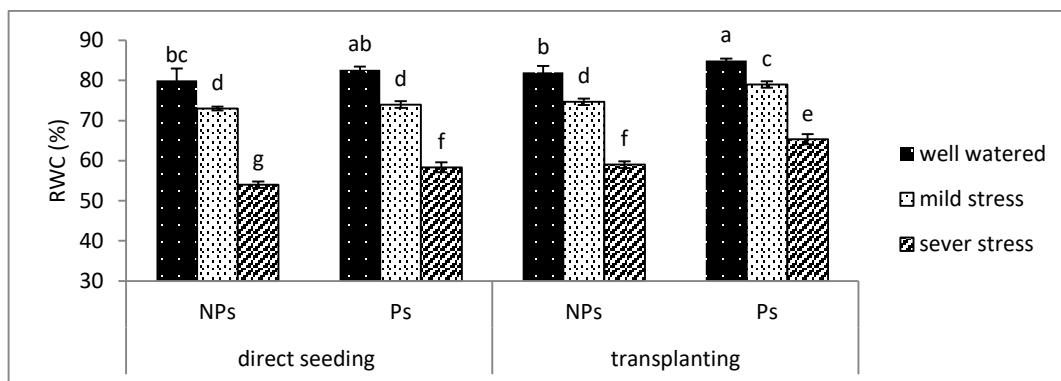 RWC (%)
90
80
70
60
50
40
30
bc
d
g
ab
d
f
b
d
f
a
c
e
well watered
mild stress
sever stress
NPs
Ps
NPs
Ps
direct seeding
transplanting